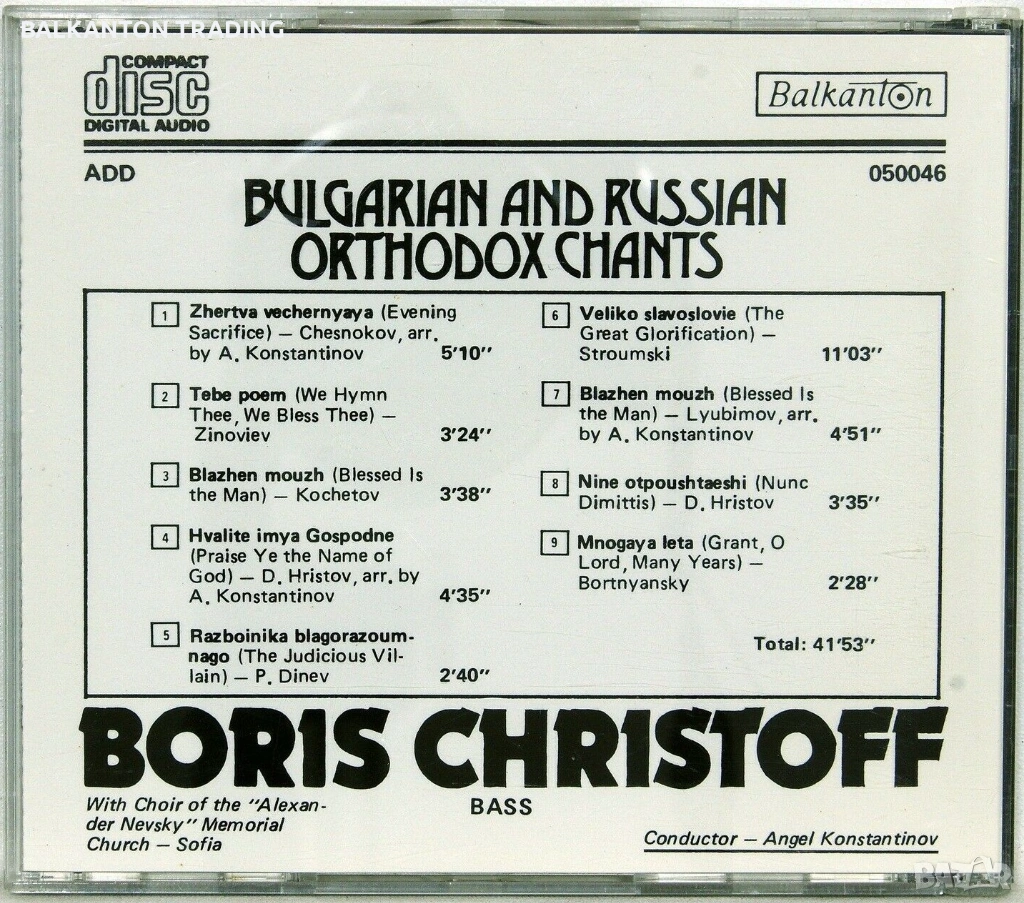 BALKANTON TRADING
COMPACT
disc
DIGITAL AUDIO
Balkanton
ADD
050046
BULGARIAN AND RUSSIAN
ORTHODOX CHANTS
1 Zhertva vechernyaya (Evening
Sacrifice) – Chesnokov, arr.
by A. Konstantinov 5'10''
2 Tebe poem (We Hymn
Thee, We Bless Thee) –
Zinoviev 3'24''
3 Blazhen mouzh (Blessed Is
the Man) – Kochetov 3'38''
4 Hvalite imya Gospodne
(Praise Ye the Name of
God) – D. Hristov, arr. by
A. Konstantinov 4'35''
5 Razboinika blagorazoum-
nago (The Judicious Vil-
lain) – P. Dinev 2'40''
6 Veliko slavoslovie (The
Great Glorification) –
Stroumski 11'03''
7 Blazhen mouzh (Blessed Is
the Man) – Lyubimov, arr.
by A. Konstantinov 4'51''
8 Nine otpoushtaeshi (Nunc
Dimittis) – D. Hristov 3'35''
9 Mnogaya leta (Grant, O
Lord, Many Years) –
Bortnyansky 2'28''
Total: 41'53''
BORIS CHRISTOFF
BASS
With Choir of the "Alexan-
der Nevsky" Memorial
Church – Sofia
Conductor – Angel Konstantinov
BAZAR